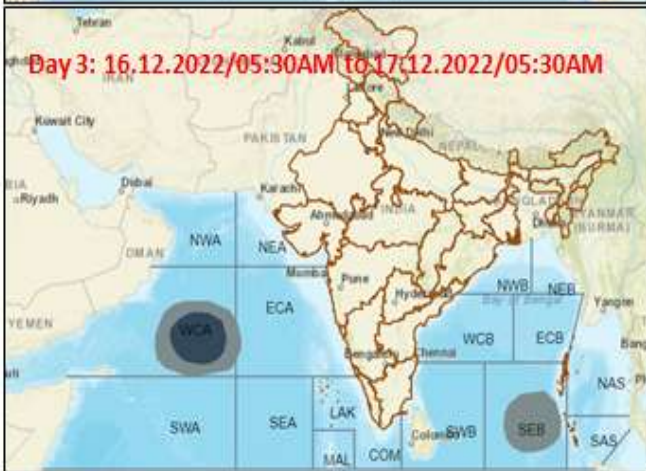 Tehran
Kabul
Day 3: 16.12.2022/05:30AM to 17.12.2022/05:30AM
IRAN
Lahore
Kuwait City
New Delhi
PAKISTAN
NEPAL
Riyadh
Dubai
Karachi
Ahmedabad
INDIA
BANGLADESH
MYANMAR
(BURMA)
OMAN
NWA
NEA
Mumbai
Pune
Hyderabad
NWB
NEB
Bay of Bengal
Yangon
YEMEN
WCA
ECA
WCB
ECB
Bengaluru
Chennai
NAS
SWA
SEA
LAK
Colombo
SWB
SEB
SAS
MAL
COM